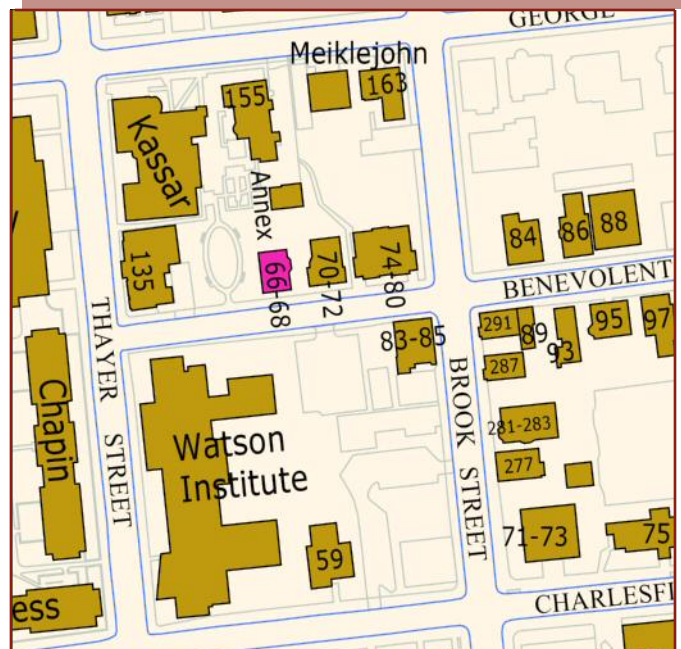 GEORGE
Meiklejohn
155
163
Kassar
Annex
135
66-68
70-72
74-80
84
86
88
BENEVOLENT
THAYER STREET
83-85
291
89
93
95
97
287
BROOK STREET
Chapin
281-283
Watson
Institute
277
71-73
75
59
ess
CHARLESFI